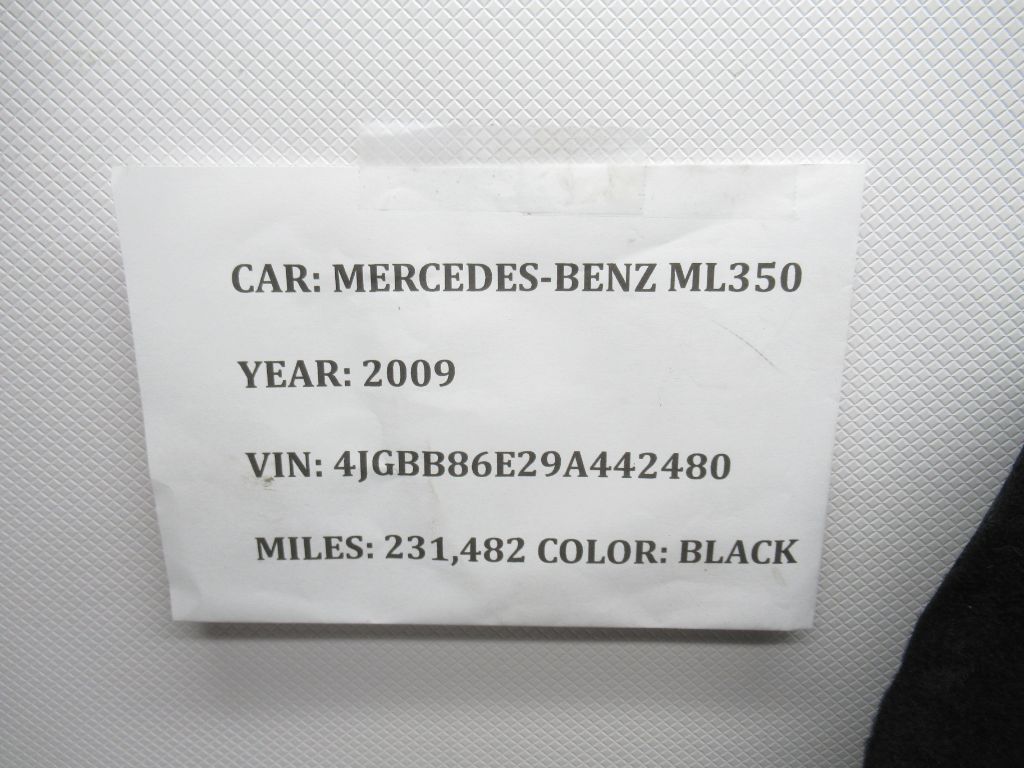 CAR: MERCEDES-BENZ ML350
YEAR: 2009
VIN: 4JGBB86E29A442480
MILES: 231,482 COLOR: BLACK